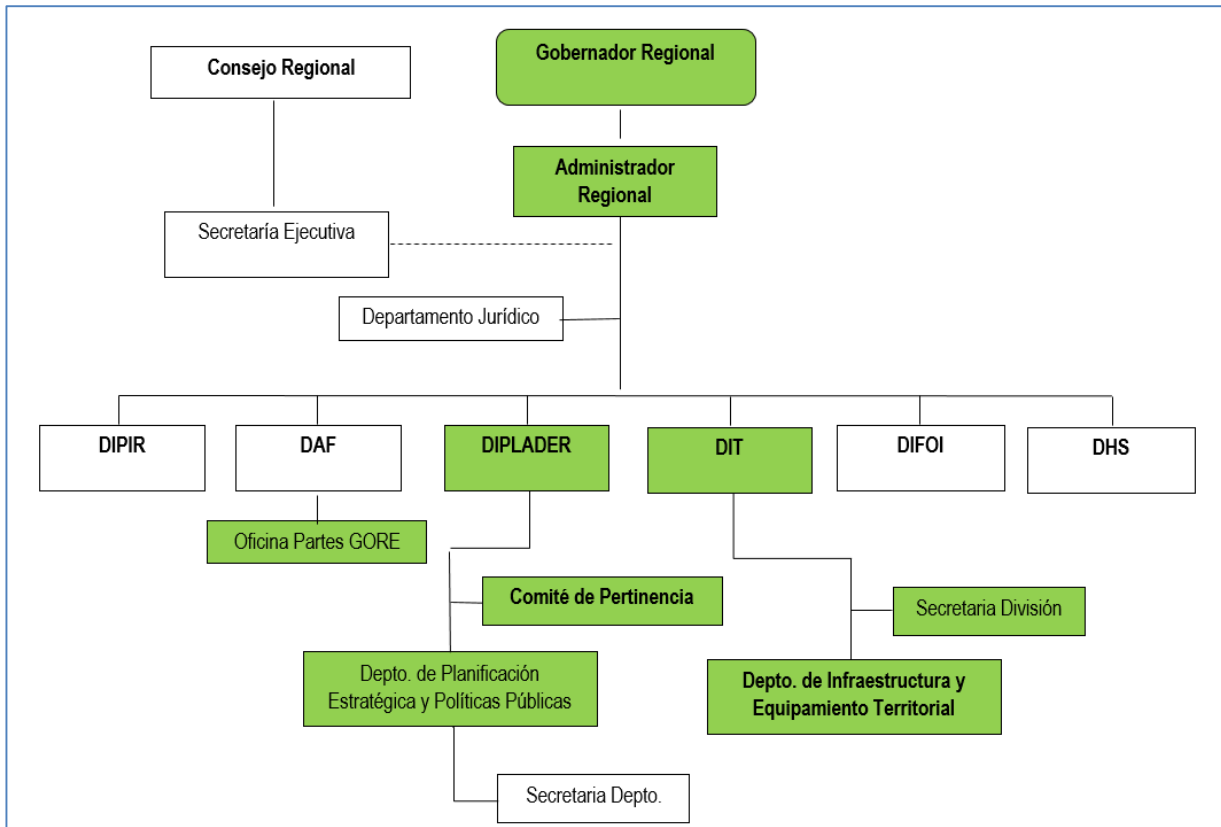 Consejo Regional
Gobernador Regional
Administrador
Regional
Secretaría Ejecutiva
Departamento Jurídico
DIPIR
DAF
DIPLADER
DIT
DIFOI
DHS
Oficina Partes GORE
Comité de Pertinencia
Secretaria División
Depto. de Planificación
Estratégica y Políticas Públicas
Depto. de Infraestructura y
Equipamiento Territorial
Secretaria Depto.